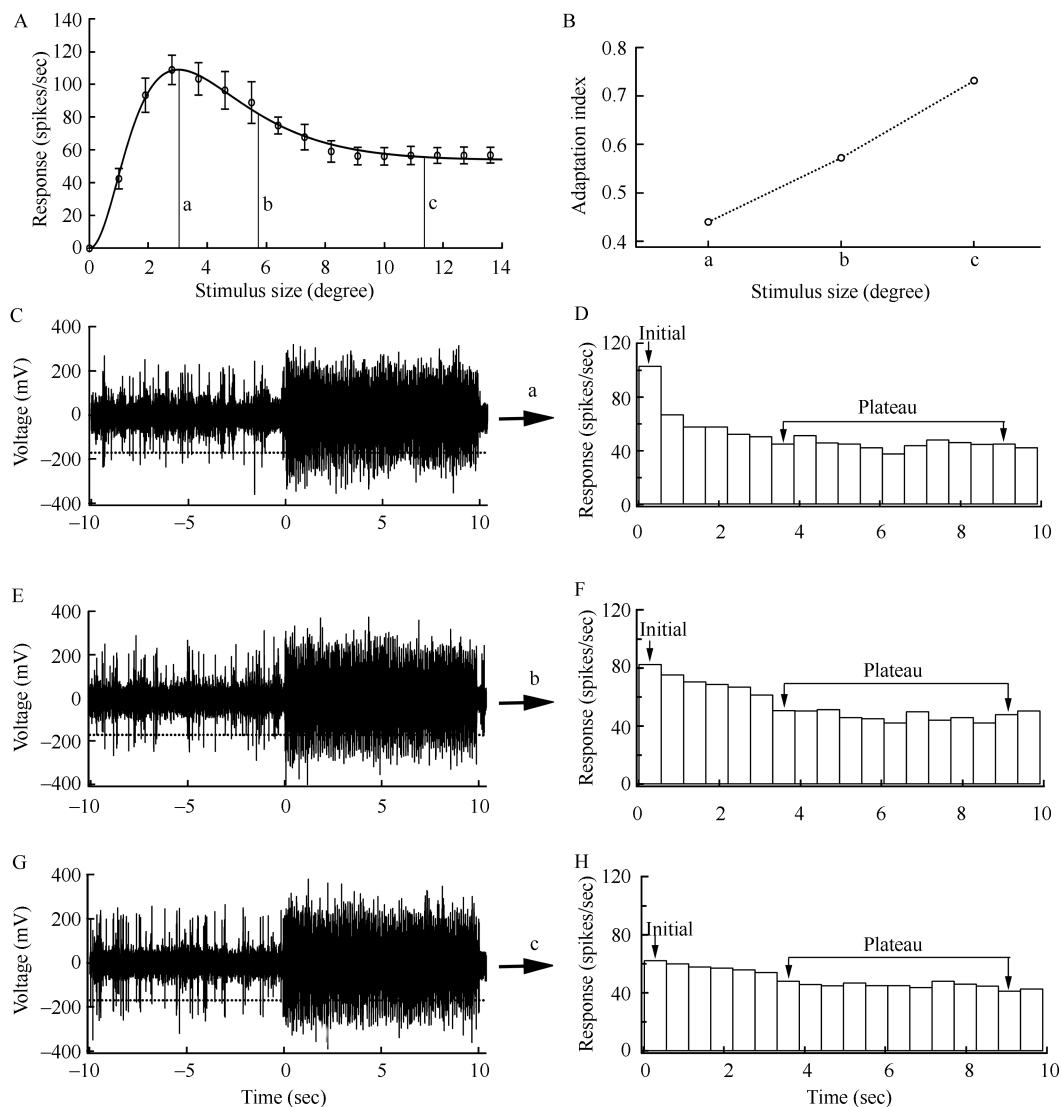 A
140
120
100
80
60
40
20
0
Response (spikes/sec)
a
b
c
0 2 4 6 8 10 12 14
Stimulus size (degree)
B
0.8
0.7
0.6
0.5
0.4
Adaptation index
a b c
Stimulus size (degree)
C
400
200
0
−200
−400
Voltage (mV)
−10 −5 0 5 10
a
D
120
80
40
0
Response (spikes/sec)
Initial
Plateau
0 2 4 6 8 10
E
400
200
0
−200
−400
Voltage (mV)
−10 −5 0 5 10
b
F
120
80
40
0
Response (spikes/sec)
Initial
Plateau
0 2 4 6 8 10
G
400
200
0
−200
−400
Voltage (mV)
−10 −5 0 5 10
Time (sec)
c
H
120
80
40
0
Response (spikes/sec)
Initial
Plateau
0 2 4 6 8 10
Time (sec)